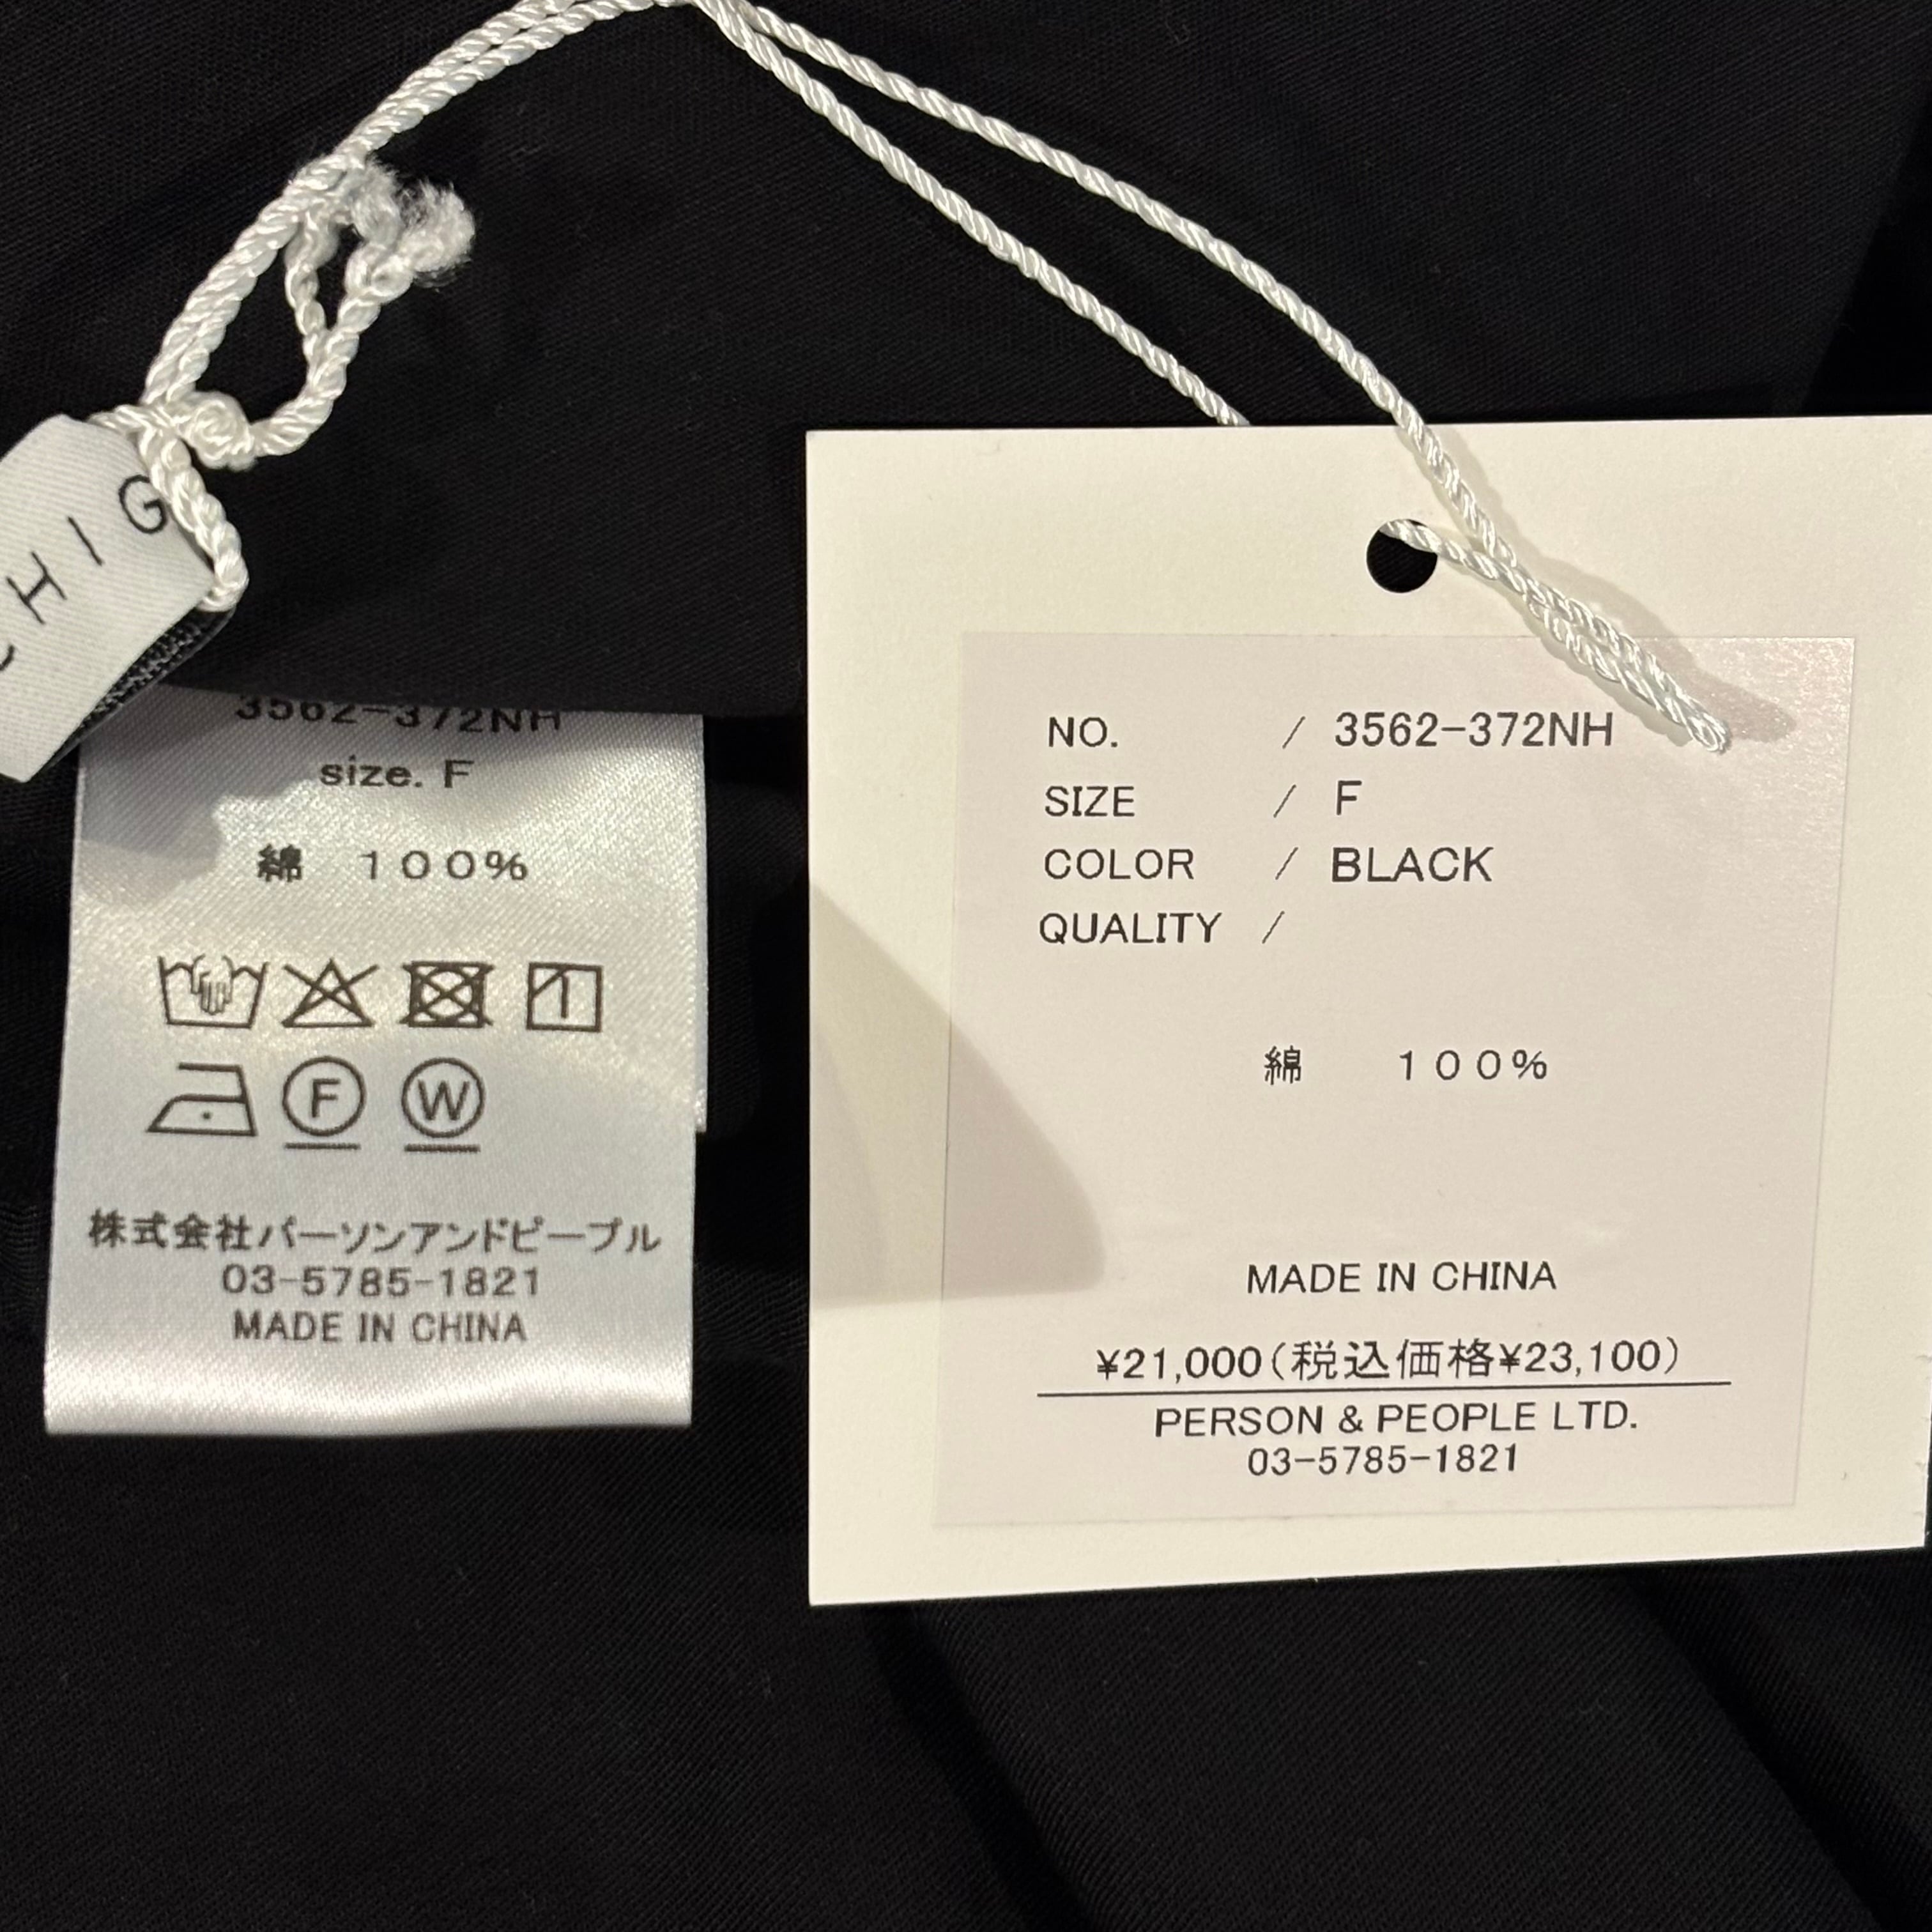 HIG
3562-372NH
size. F
綿 100%
F W
株式会社パーソンアンドピープル
03-5785-1821
MADE IN CHINA
NO. / 3562-372NH
SIZE / F
COLOR / BLACK
QUALITY /
綿 100%
MADE IN CHINA
¥21,000(税込価格¥23,100)
PERSON & PEOPLE LTD.
03-5785-1821